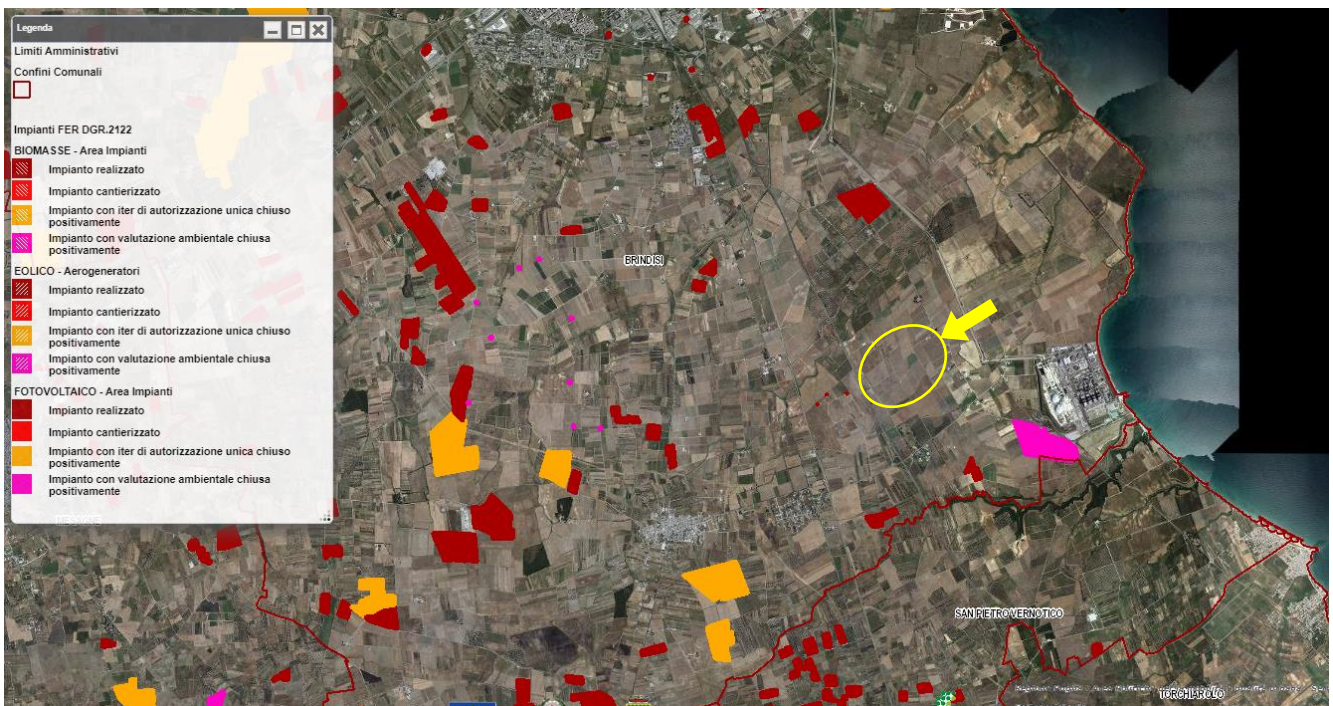 Legenda
Limiti Amministrativi
Confini Comunali
Impianti FER DGR.2122
BIOMASSE - Area Impianti
Impianto realizzato
Impianto cantierizzato
Impianto con iter di autorizzazione unica chiuso
positivamente
Impianto con valutazione ambientale chiusa
positivamente
EOLICO - Aerogeneratori
Impianto realizzato
Impianto cantierizzato
Impianto con iter di autorizzazione unica chiuso
positivamente
Impianto con valutazione ambientale chiusa
positivamente
FOTOVOLTAICO - Area Impianti
Impianto realizzato
Impianto cantierizzato
Impianto con iter di autorizzazione unica chiuso
positivamente
Impianto con valutazione ambientale chiusa
positivamente
BRINDISI
SAN PIETRO VERNOTICO
TORCHIAROLO